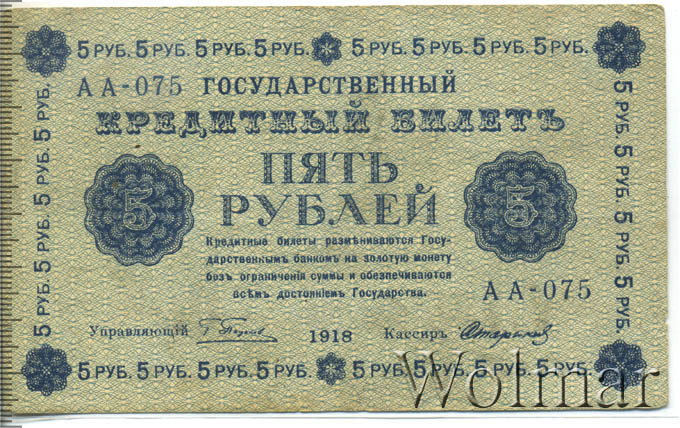 5 РУБ. 5 РУБ. 5 РУБ. 5 РУБ. 5 РУБ. 5 РУБ. 5 РУБ. 5 РУБ.
АА-075 ГОСУДАРСТВЕННЫЙ
КРЕДИТНЫЙ БИЛЕТЪ
ПЯТЬ
РУБЛЕЙ
5
5
Кредитные билеты размѣниваются Госу-
дарственнымъ банкомъ на золотую монету
безъ ограниченія суммы и обезпечиваются
всѣмъ достояніемъ Государства.
АА-075
Управляющій
1918
Кассиръ
5 РУБ. 5 РУБ. 5 РУБ. 5 РУБ. 5 РУБ. 5 РУБ. 5 РУБ. 5 РУБ.
5 РУБ. 5 РУБ. 5 РУБ. 5 РУБ. 5 РУБ.
5 РУБ. 5 РУБ. 5 РУБ. 5 РУБ. 5 РУБ.
Wolmar